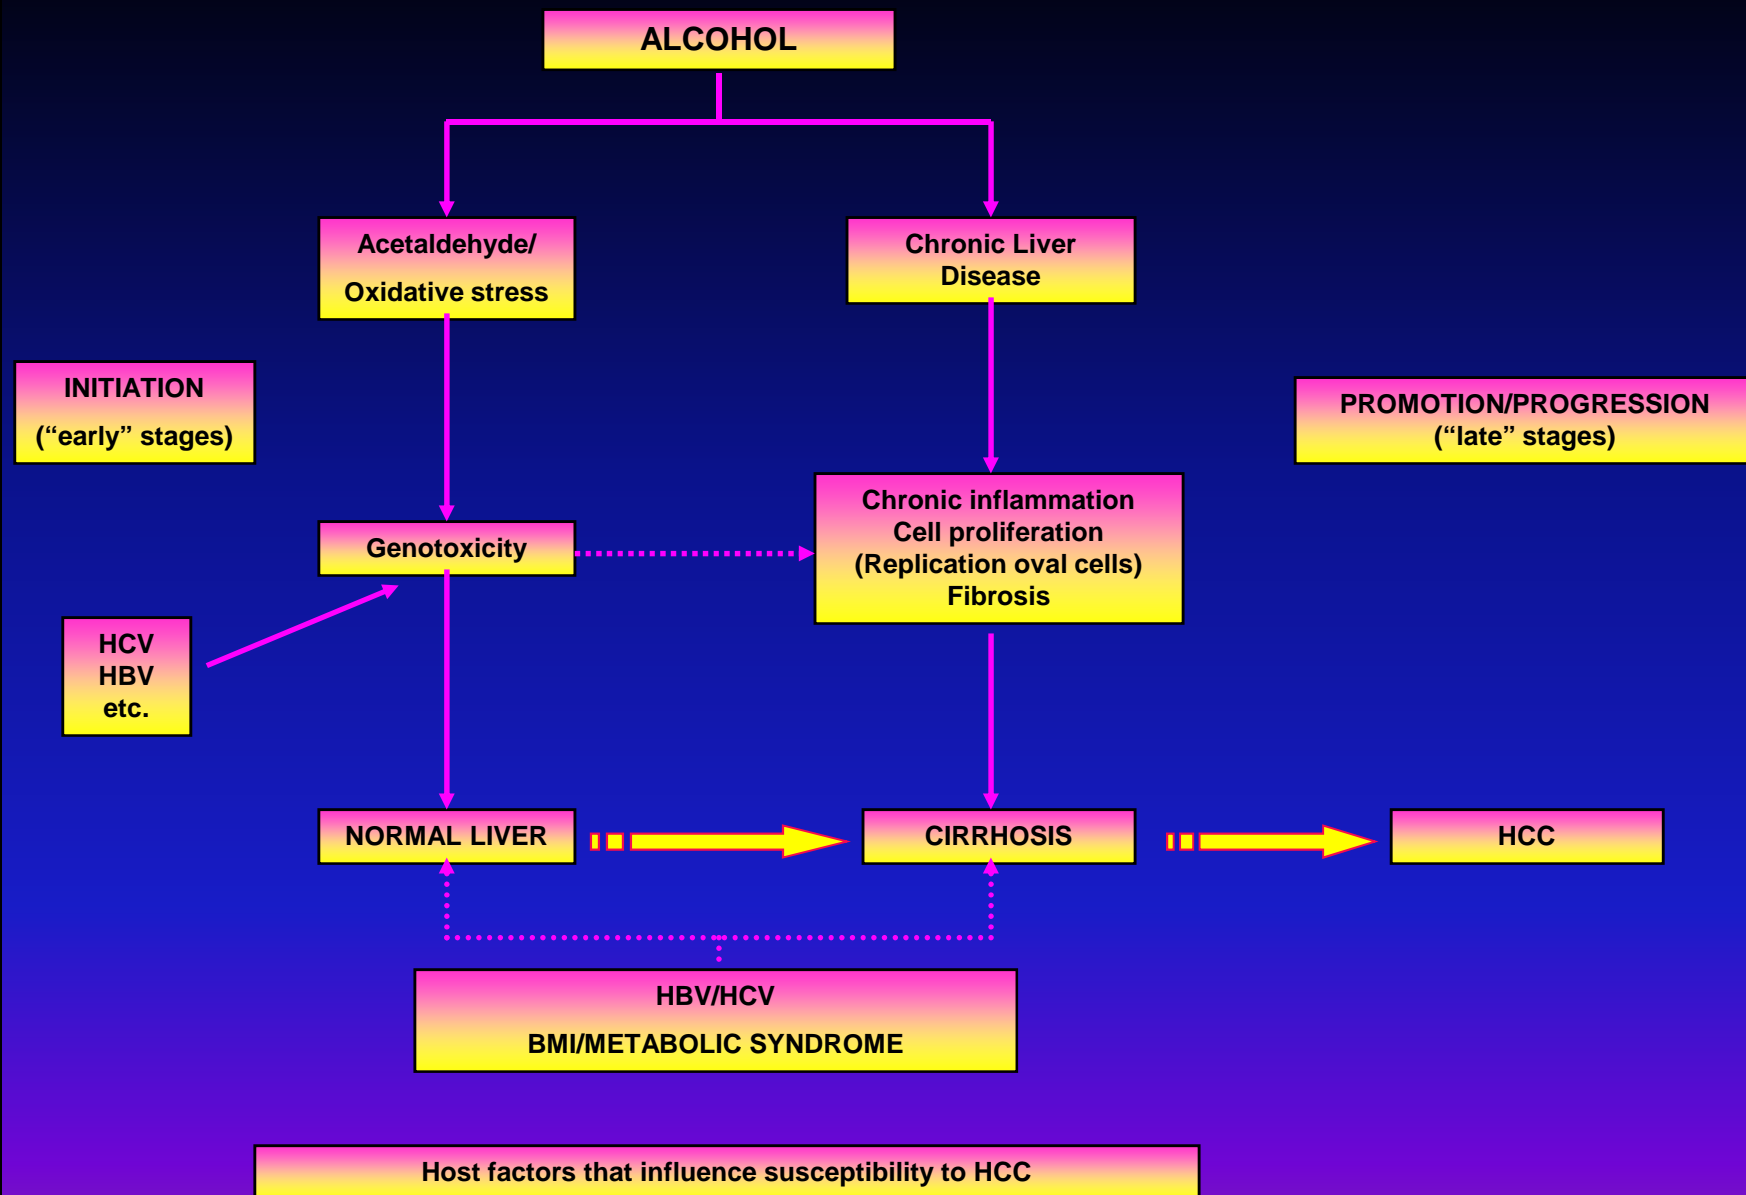 ALCOHOL
Acetaldehyde/
Oxidative stress
Chronic Liver
Disease
INITIATION
(“early” stages)
PROMOTION/PROGRESSION
(“late” stages)
Genotoxicity
Chronic inflammation
Cell proliferation
(Replication oval cells)
Fibrosis
HCV
HBV
etc.
NORMAL LIVER
CIRRHOSIS
HCC
HBV/HCV
BMI/METABOLIC SYNDROME
Host factors that influence susceptibility to HCC